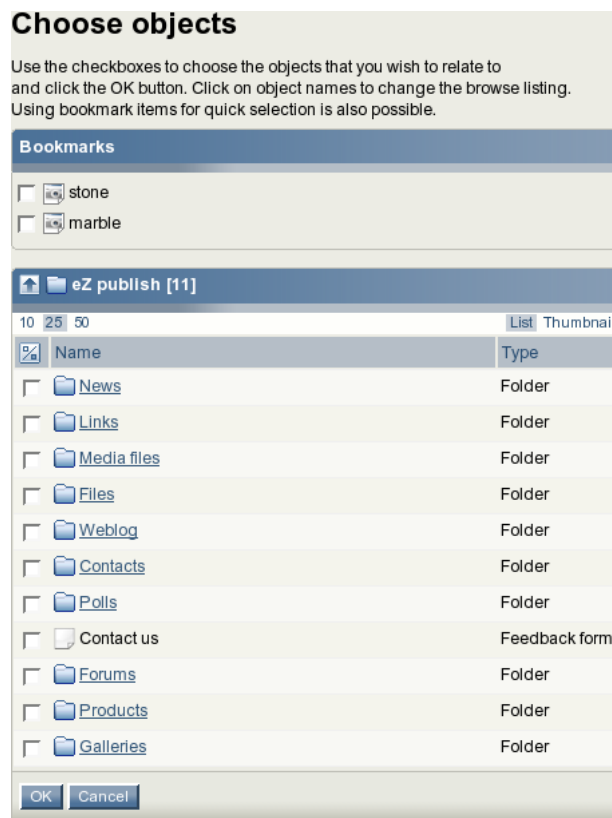 Choose objects
Use the checkboxes to choose the objects that you wish to relate to
and click the OK button. Click on object names to change the browse listing.
Using bookmark items for quick selection is also possible.
Bookmarks
stone
marble
eZ publish [11]
10 25 50 List Thumbnai
Name Type
News Folder
Links Folder
Media files Folder
Files Folder
Weblog Folder
Contacts Folder
Polls Folder
Contact us Feedback form
Forums Folder
Products Folder
Galleries Folder
OK Cancel